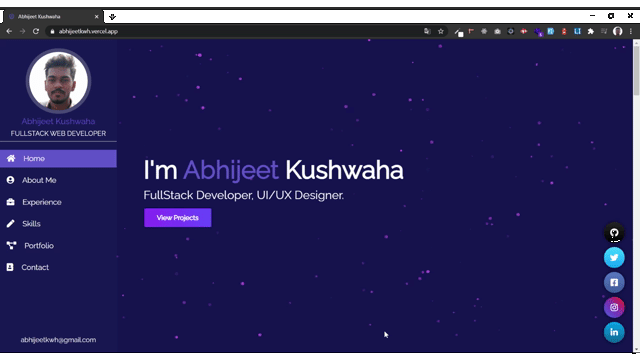 Abhijeet Kushwaha
abhijeetkwh.vercel.app
Abhijeet Kushwaha
FULLSTACK WEB DEVELOPER
Home
About Me
Experience
Skills
Portfolio
Contact
abhijeetkwh@gmail.com
I'm Abhijeet Kushwaha
FullStack Developer, UI/UX Designer.
View Projects